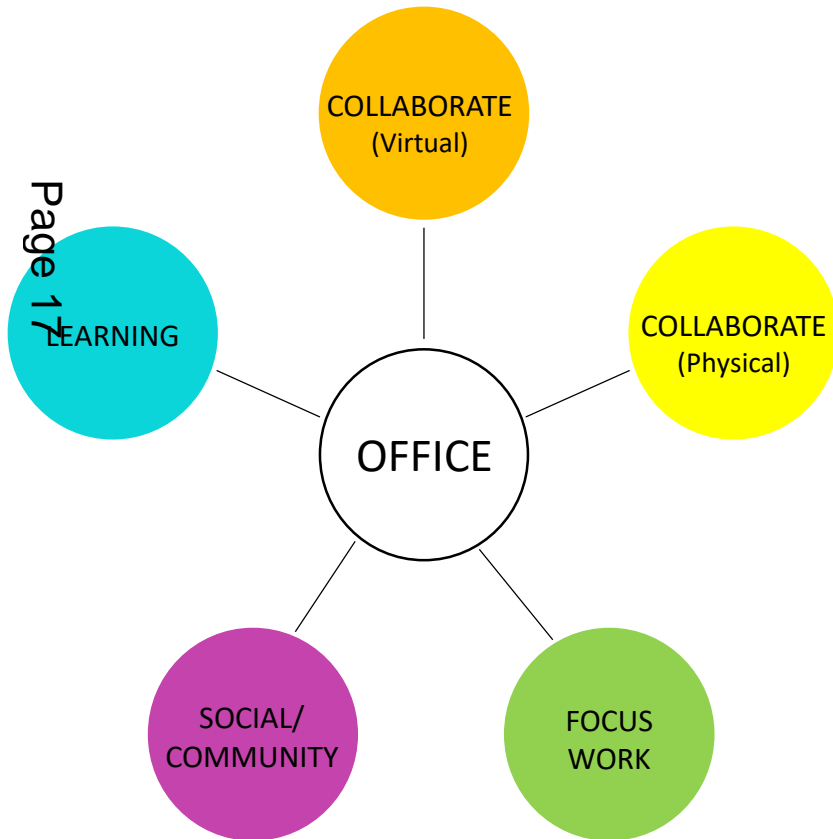 COLLABORATE
(Virtual)
Page 17
LEARNING
COLLABORATE
(Physical)
OFFICE
SOCIAL/
COMMUNITY
FOCUS
WORK